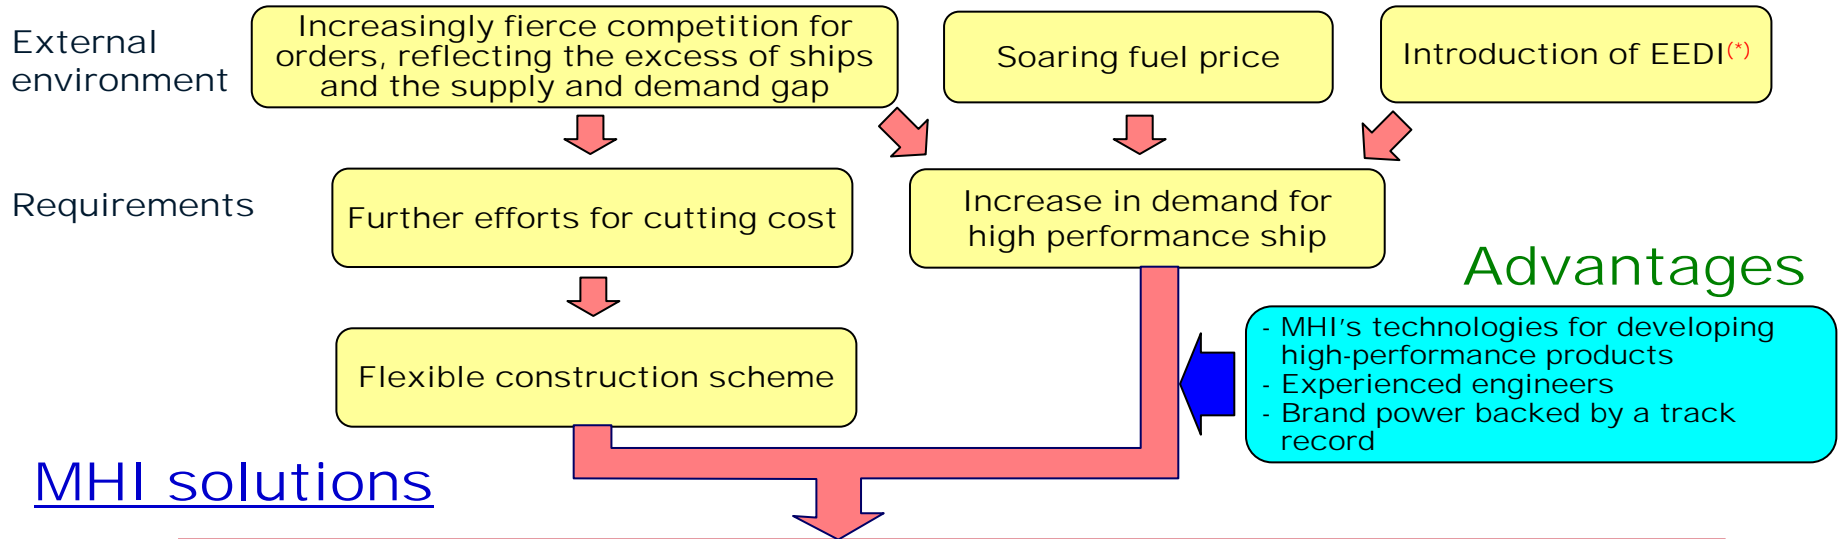 External
environment
Increasingly fierce competition for
orders, reflecting the excess of ships
and the supply and demand gap
Soaring fuel price
Introduction of EEDI(*)
Requirements
Further efforts for cutting cost
Increase in demand for
high performance ship
Advantages
Flexible construction scheme
- MHI's technologies for developing
high-performance products
- Experienced engineers
- Brand power backed by a track
record
MHI solutions